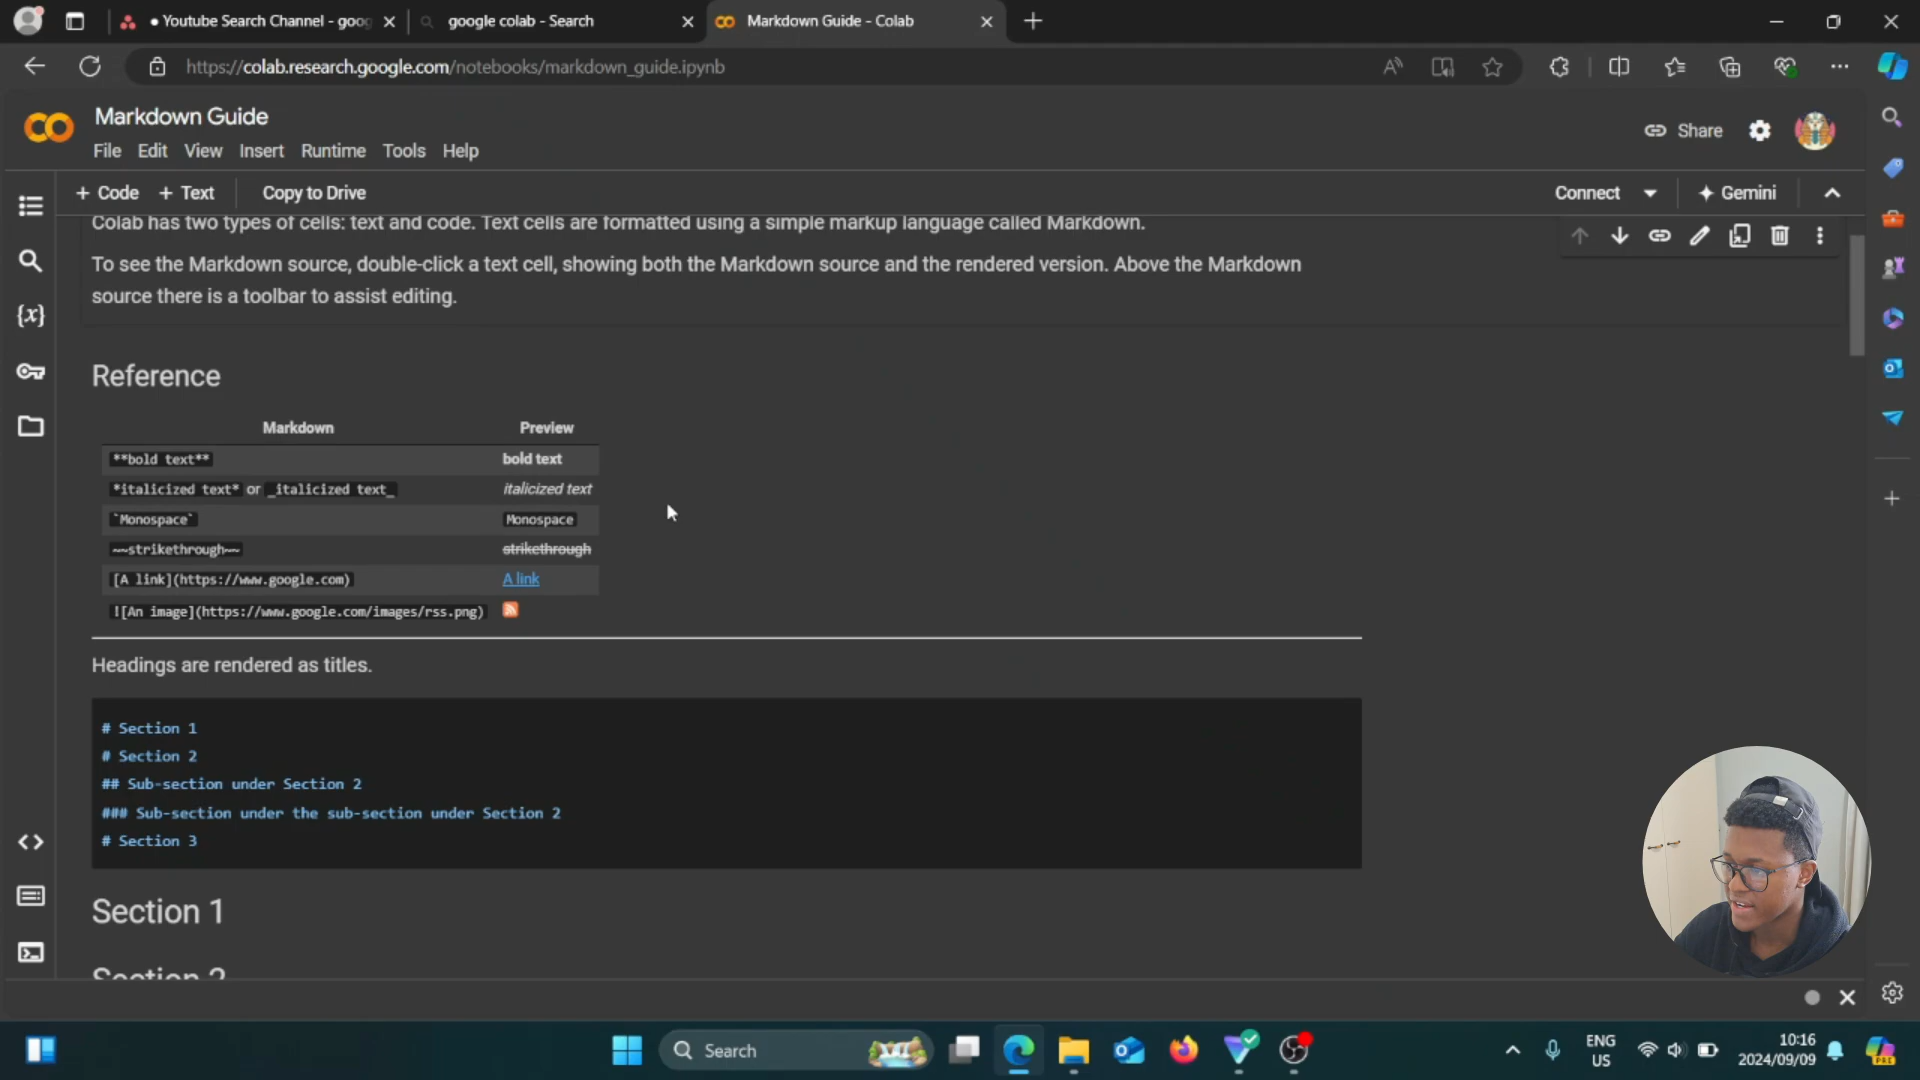 • Youtube Search Channel - goog
google colab - Search
Markdown Guide - Colab
https://colab.research.google.com/notebooks/markdown_guide.ipynb
Markdown Guide
File Edit View Insert Runtime Tools Help
Share
+ Code + Text Copy to Drive
Connect
Gemini
Colab has two types of cells: text and code. Text cells are formatted using a simple markup language called Markdown.
To see the Markdown source, double-click a text cell, showing both the Markdown source and the rendered version. Above the Markdown
source there is a toolbar to assist editing.
Reference
Markdown Preview
**bold text** bold text
*italicized text* or _italicized text_ italicized text
`Monospace` Monospace
~~strikethrough~~ strikethrough
[A link](https://www.google.com) A link
![An image](https://www.google.com/images/rss.png)
Headings are rendered as titles.
# Section 1
# Section 2
## Sub-section under Section 2
### Sub-section under the sub-section under Section 2
# Section 3
Section 1
Section 2
Search
ENG
US
10:16
2024/09/09